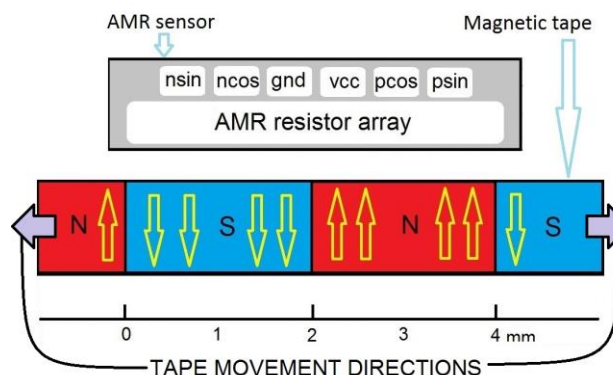 AMR sensor
Magnetic tape
nsin ncos gnd vcc pcos psin
AMR resistor array
N S N S
0 1 2 3 4 mm
TAPE MOVEMENT DIRECTIONS